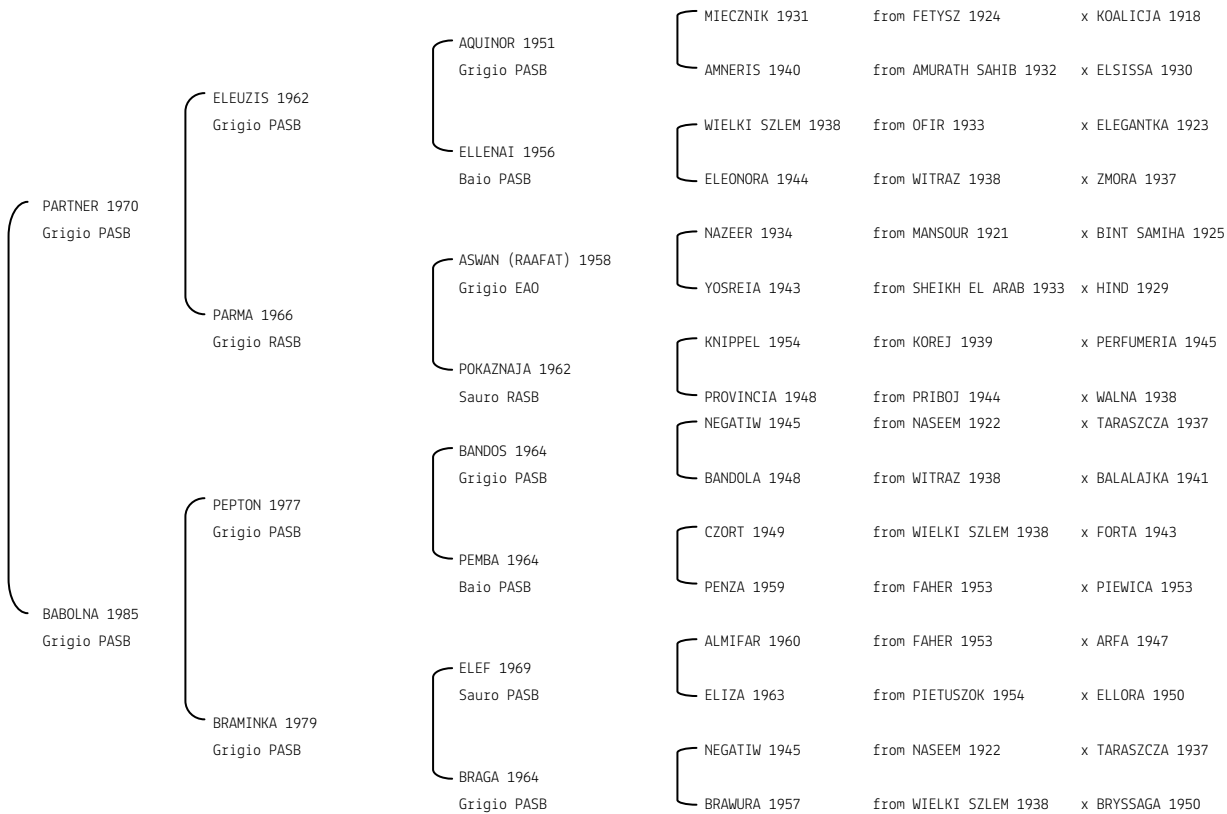 MIECZNIK 1931 from FETYSZ 1924 x KOALICJA 1918
AQUINOR 1951
Grigio PASB AMNERIS 1940 from AMURATH SAHIB 1932 x ELSISSA 1930
ELEUZIS 1962
Grigio PASB WIELKI SZLEM 1938 from OFIR 1933 x ELEGANTKA 1923
ELLENAI 1956
Baio PASB ELEONORA 1944 from WITRAZ 1938 x ZMORA 1937
PARTNER 1970
Grigio PASB NAZEER 1934 from MANSOUR 1921 x BINT SAMIHA 1925
ASWAN (RAAFAT) 1958
Grigio EAO YOSREIA 1943 from SHEIKH EL ARAB 1933 x HIND 1929
PARMA 1966
Grigio RASB KNIPPEL 1954 from KOREJ 1939 x PERFUMERIA 1945
POKAZNAJA 1962
Sauro RASB PROVINCIA 1948 from PRIBOJ 1944 x WALNA 1938
NEGATIW 1945 from NASEEM 1922 x TARASZCZA 1937
BANDOS 1964
Grigio PASB BANDOLA 1948 from WITRAZ 1938 x BALALAJKA 1941
PEPTON 1977
Grigio PASB CZORT 1949 from WIELKI SZLEM 1938 x FORTA 1943
PEMBA 1964
Baio PASB PENZA 1959 from FAHER 1953 x PIEWICA 1953
BABOLNA 1985
Grigio PASB ALMIFAR 1960 from FAHER 1953 x ARFA 1947
ELEF 1969
Sauro PASB ELIZA 1963 from PIETUSZOK 1954 x ELLORA 1950
BRAMINKA 1979
Grigio PASB NEGATIW 1945 from NASEEM 1922 x TARASZCZA 1937
BRAGA 1964
Grigio PASB BRAWURA 1957 from WIELKI SZLEM 1938 x BRYSSAGA 1950